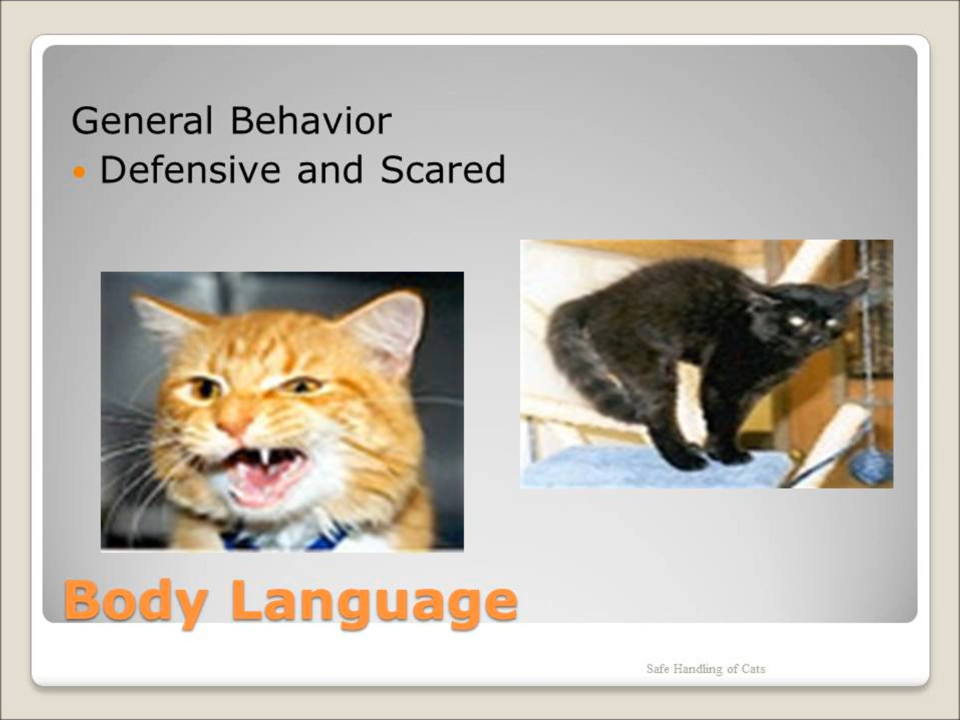 General Behavior
• Defensive and Scared
Body Language
Safe Handling of Cats